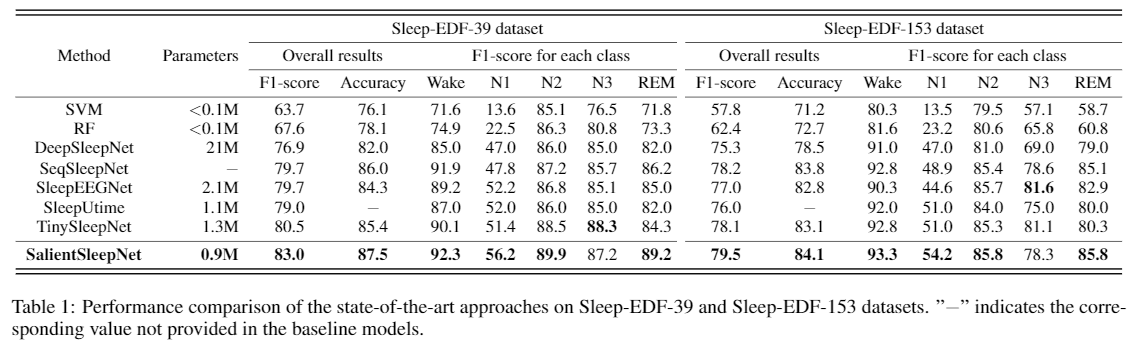 Sleep-EDF-39 dataset Sleep-EDF-153 dataset
Method Parameters Overall results F1-score for each class Overall results F1-score for each class
F1-score Accuracy Wake N1 N2 N3 REM F1-score Accuracy Wake N1 N2 N3 REM
SVM <0.1M 63.7 76.1 71.6 13.6 85.1 76.5 71.8 57.8 71.2 80.3 13.5 79.5 57.1 58.7
RF <0.1M 67.6 78.1 74.9 22.5 86.3 80.8 73.3 62.4 72.7 81.6 23.2 80.6 65.8 60.8
DeepSleepNet 21M 76.9 82.0 85.0 47.0 86.0 85.0 82.0 75.3 78.5 91.0 47.0 81.0 69.0 79.0
SeqSleepNet − 79.7 86.0 91.9 47.8 87.2 85.7 86.2 78.2 83.8 92.8 48.9 85.4 78.6 85.1
SleepEEGNet 2.1M 79.7 84.3 89.2 52.2 86.8 85.1 85.0 77.0 82.8 90.3 44.6 85.7 81.6 82.9
SleepUtime 1.1M 79.0 − 87.0 52.0 86.0 85.0 82.0 76.0 − 92.0 51.0 84.0 75.0 80.0
TinySleepNet 1.3M 80.5 85.4 90.1 51.4 88.5 88.3 84.3 78.1 83.1 92.8 51.0 85.3 81.1 80.3
SalientSleepNet 0.9M 83.0 87.5 92.3 56.2 89.9 87.2 89.2 79.5 84.1 93.3 54.2 85.8 78.3 85.8
Table 1: Performance comparison of the state-of-the-art approaches on Sleep-EDF-39 and Sleep-EDF-153 datasets. ”−” indicates the corre-
sponding value not provided in the baseline models.